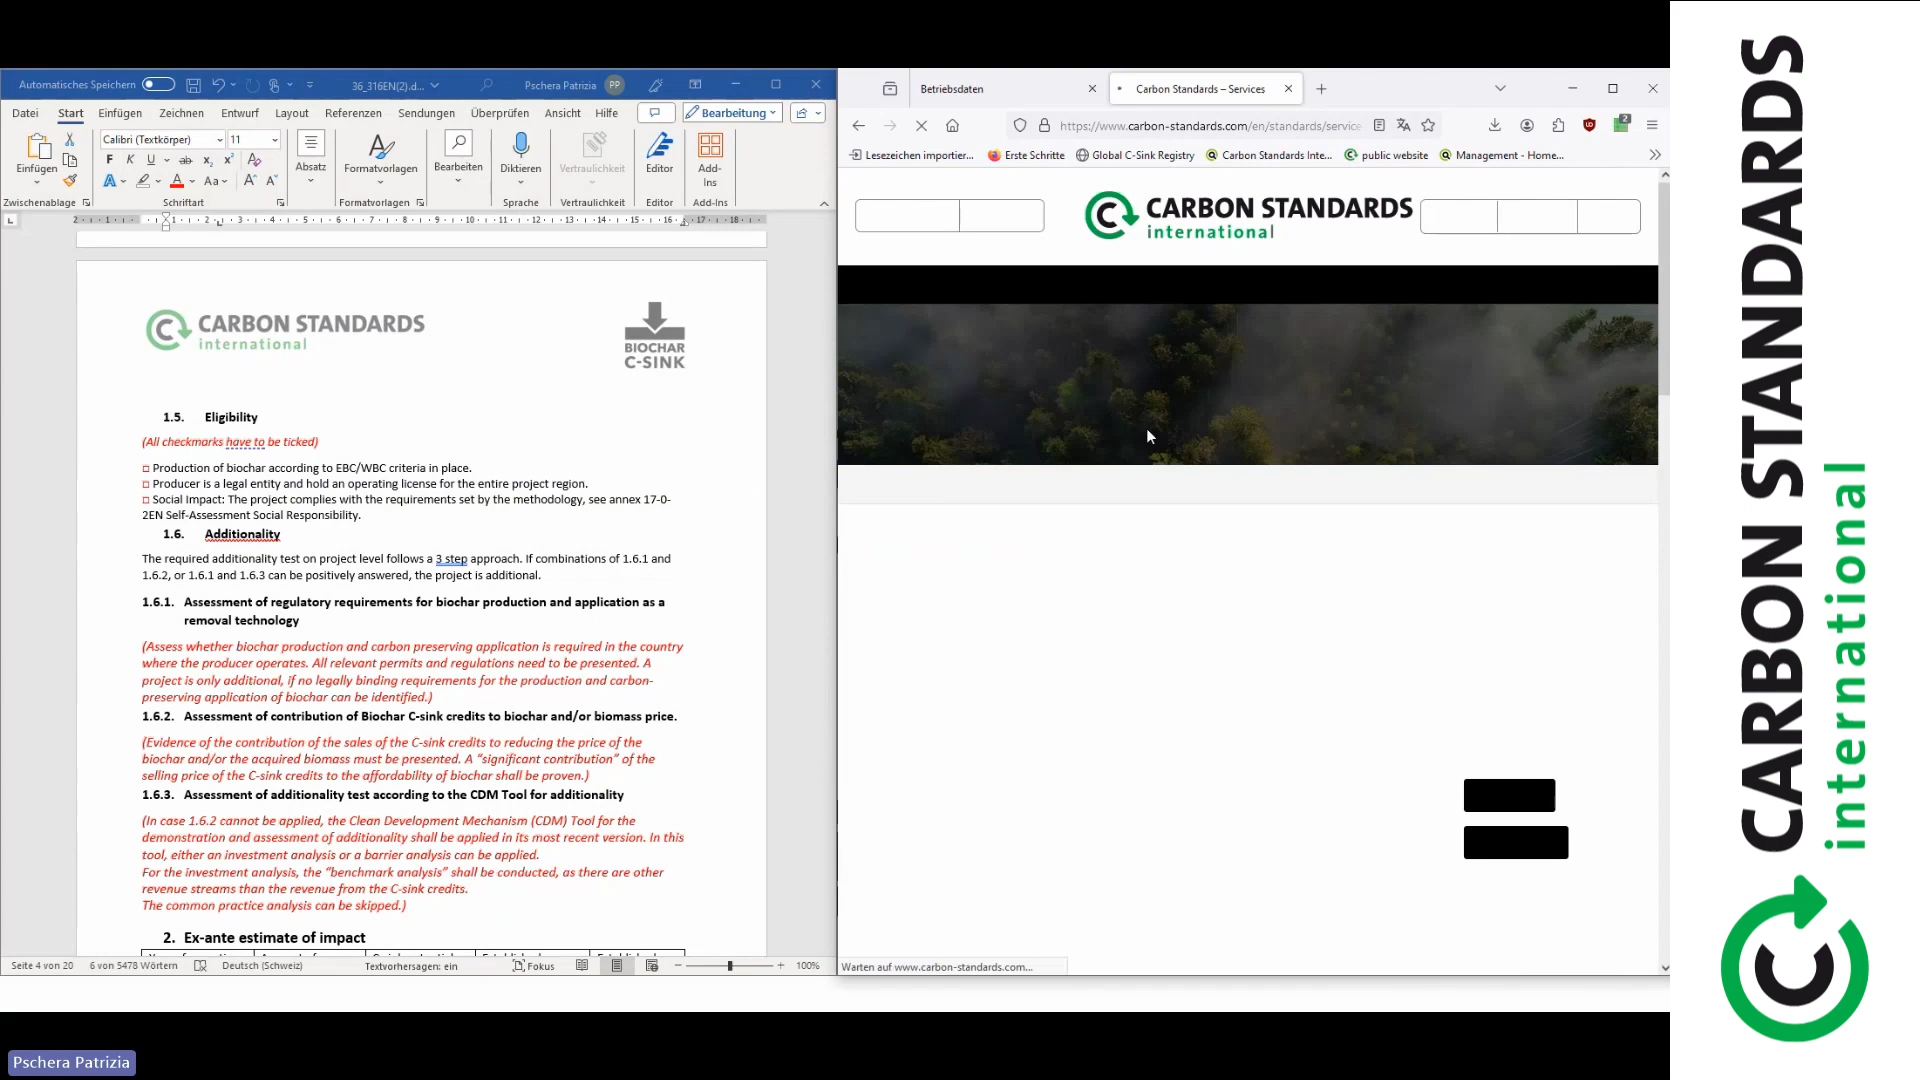 Automatisches Speichern
36_316EN(2).d...
Pschera Patrizia
PP
Datei
Start
Einfügen
Zeichnen
Entwurf
Layout
Referenzen
Sendungen
Überprüfen
Ansicht
Hilfe
Bearbeitung
Calibri (Textkörper)
11
Einfügen
Absatz
Formatvorlagen
Bearbeiten
Diktieren
Vertraulichkeit
Editor
Add-
Ins
Zwischenablage
Schriftart
Formatvorlagen
Sprache
Vertraulichkeit
Editor
Add-Ins
CARBON STANDARDS
international
BIOCHAR
C-SINK
1.5. Eligibility
(All checkmarks have to be ticked)
□ Production of biochar according to EBC/WBC criteria in place.
□ Producer is a legal entity and hold an operating license for the entire project region.
□ Social Impact: The project complies with the requirements set by the methodology, see annex 17-0-
2EN Self-Assessment Social Responsibility.
1.6. Additionality
The required additionality test on project level follows a 3 step approach. If combinations of 1.6.1 and
1.6.2, or 1.6.1 and 1.6.3 can be positively answered, the project is additional.
1.6.1. Assessment of regulatory requirements for biochar production and application as a
removal technology
(Assess whether biochar production and carbon preserving application is required in the country
where the producer operates. All relevant permits and regulations need to be presented. A
project is only additional, if no legally binding requirements for the production and carbon-
preserving application of biochar can be identified.)
1.6.2. Assessment of contribution of Biochar C-sink credits to biochar and/or biomass price.
(Evidence of the contribution of the sales of the C-sink credits to reducing the price of the
biochar and/or the acquired biomass must be presented. A “significant contribution” of the
selling price of the C-sink credits to the affordability of biochar shall be proven.)
1.6.3. Assessment of additionality test according to the CDM Tool for additionality
(In case 1.6.2 cannot be applied, the Clean Development Mechanism (CDM) Tool for the
demonstration and assessment of additionality shall be applied in its most recent version. In this
tool, either an investment analysis or a barrier analysis can be applied.
For the investment analysis, the “benchmark analysis” shall be conducted, as there are other
revenue streams than the revenue from the C-sink credits.
The common practice analysis can be skipped.)
2. Ex-ante estimate of impact
Seite 4 von 20
6 von 5478 Wörtern
Deutsch (Schweiz)
Textvorhersagen: ein
Fokus
100%
Betriebsdaten
Carbon Standards – Services
https://www.carbon-standards.com/en/standards/service
2
Lesezeichen importier...
Erste Schritte
Global C-Sink Registry
Carbon Standards Inte...
public website
Management - Home...
CARBON STANDARDS
international
Warten auf www.carbon-standards.com...
CARBON STANDARDS
international
Pschera Patrizia